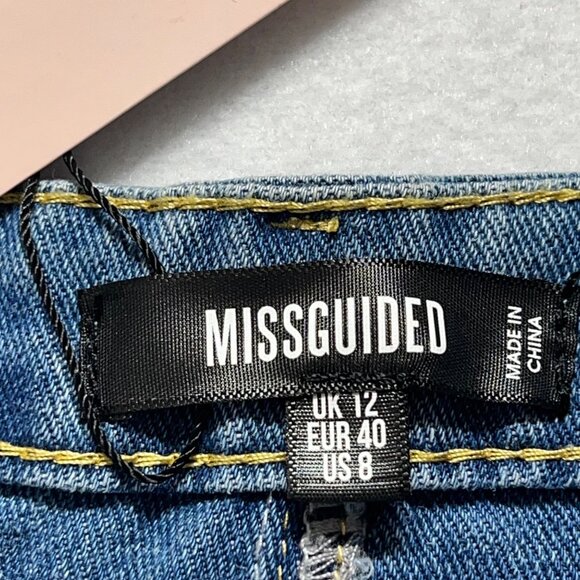 MISSGUIDED
MADE IN
CHINA
UK 12
EUR 40
US 8